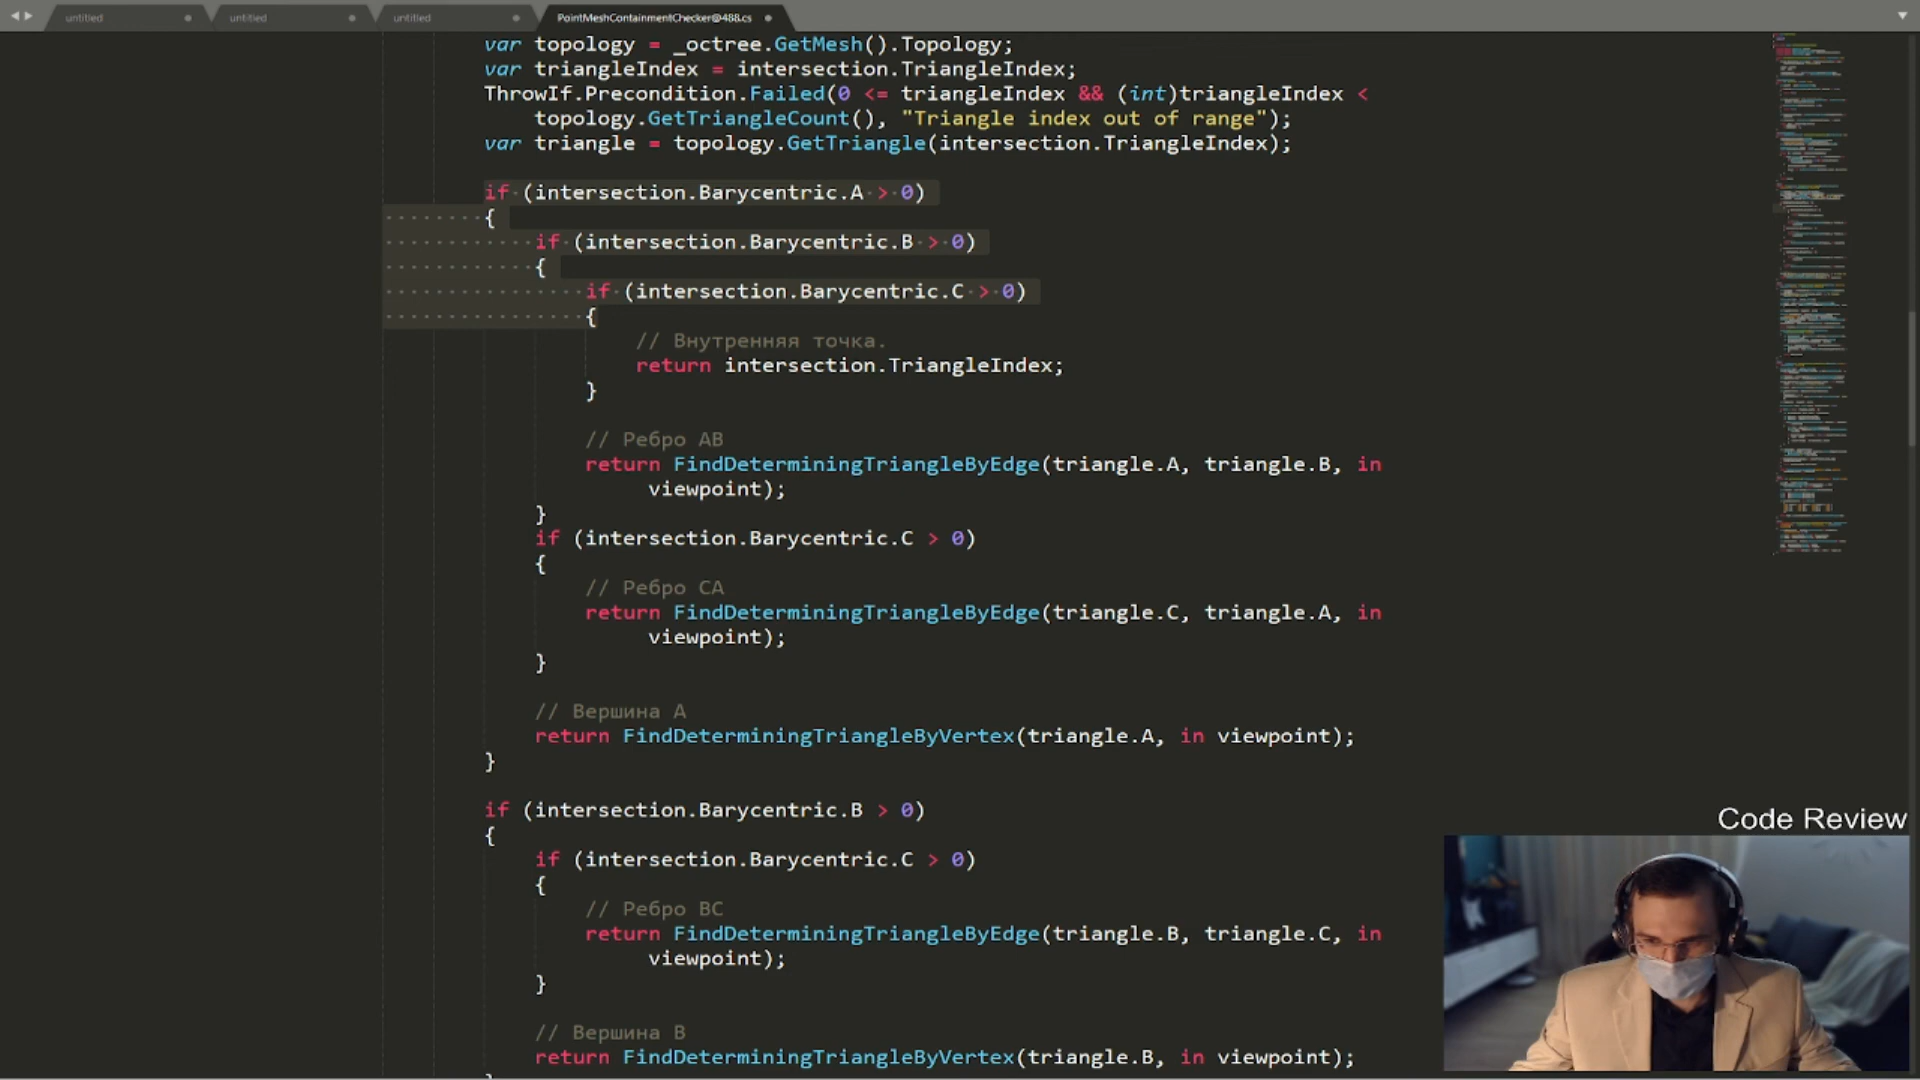 untitled
untitled
untitled
PointMeshContainmentChecker@488.cs
var topology = _octree.GetMesh().Topology;
var triangleIndex = intersection.TriangleIndex;
ThrowIf.Precondition.Failed(0 <= triangleIndex && (int)triangleIndex <
topology.GetTriangleCount(), "Triangle index out of range");
var triangle = topology.GetTriangle(intersection.TriangleIndex);
if (intersection.Barycentric.A > 0)
{
if (intersection.Barycentric.B > 0)
{
if (intersection.Barycentric.C > 0)
{
// Внутренняя точка.
return intersection.TriangleIndex;
}
// Ребро AB
return FindDeterminingTriangleByEdge(triangle.A, triangle.B, in
viewpoint);
}
if (intersection.Barycentric.C > 0)
{
// Ребро CA
return FindDeterminingTriangleByEdge(triangle.C, triangle.A, in
viewpoint);
}
// Вершина A
return FindDeterminingTriangleByVertex(triangle.A, in viewpoint);
}
if (intersection.Barycentric.B > 0)
{
if (intersection.Barycentric.C > 0)
{
// Ребро BC
return FindDeterminingTriangleByEdge(triangle.B, triangle.C, in
viewpoint);
}
// Вершина B
return FindDeterminingTriangleByVertex(triangle.B, in viewpoint);
Code Review